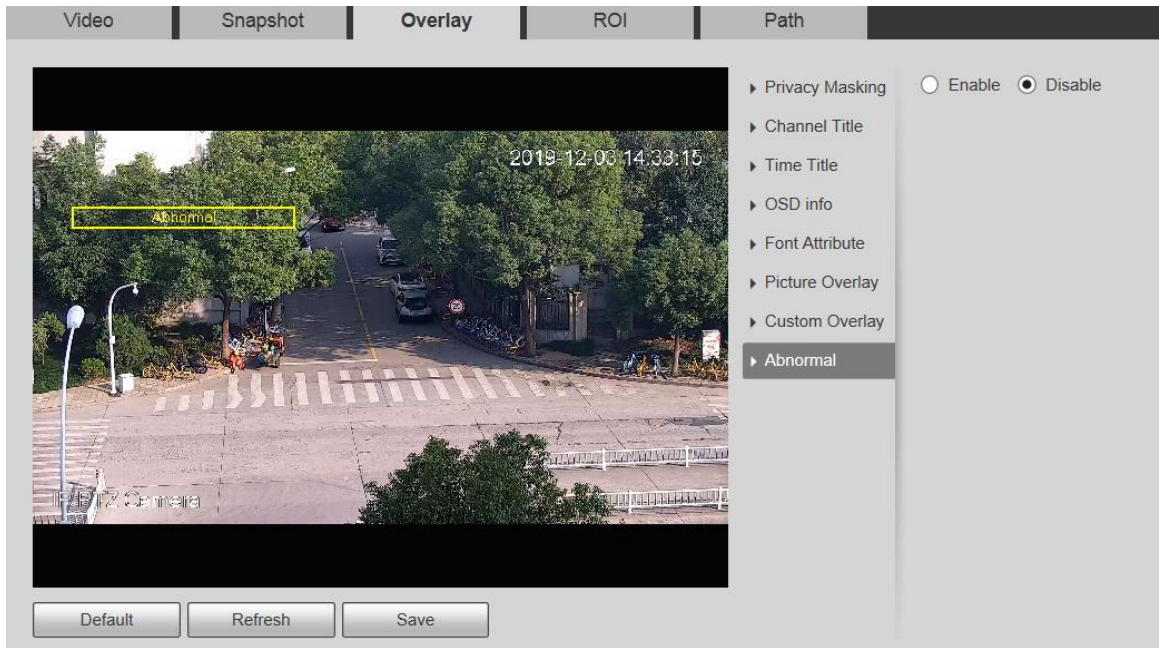 Video
Snapshot
Overlay
ROI
Path
2019-12-03 14:33:15
Abnormal
IP PTZ Camera
Privacy Masking
Channel Title
Time Title
OSD info
Font Attribute
Picture Overlay
Custom Overlay
Abnormal
Enable
Disable
Default
Refresh
Save